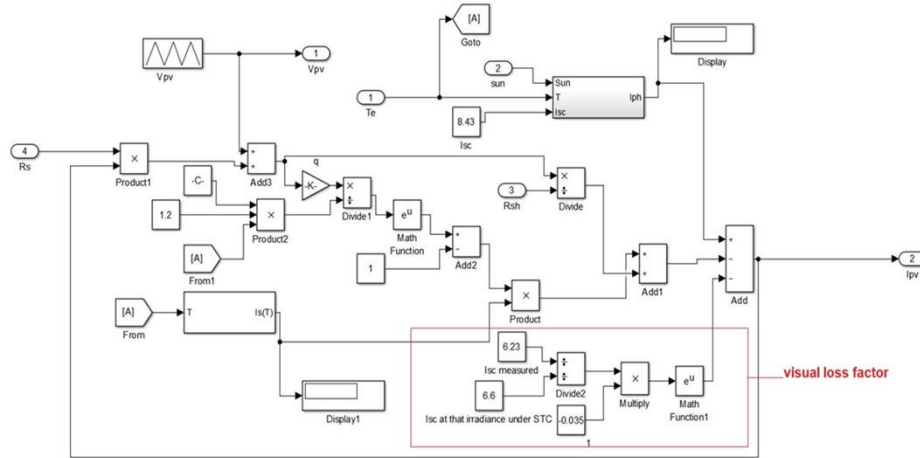 [A]
Goto
Display
1
Vpv
Vpv
2
sun
Sun
T
Isc
Iph
1
Te
8.43
Isc
4
Rs
×
Product1
+
+
Add3
q
-K-
×
÷
Divide1
-C-
1.2
×
Product2
e^u
Math
Function
3
Rsh
×
÷
Divide
[A]
From1
1
+
−
Add2
+
+
Add1
+
−
−
Add
2
Ipv
[A]
From
T
Is(T)
×
Product
Display1
6.23
Isc measured
÷
÷
Divide2
6.6
Isc at that irradiance under STC
-0.035
1
×
Multiply
e^u
Math
Function1
visual loss factor